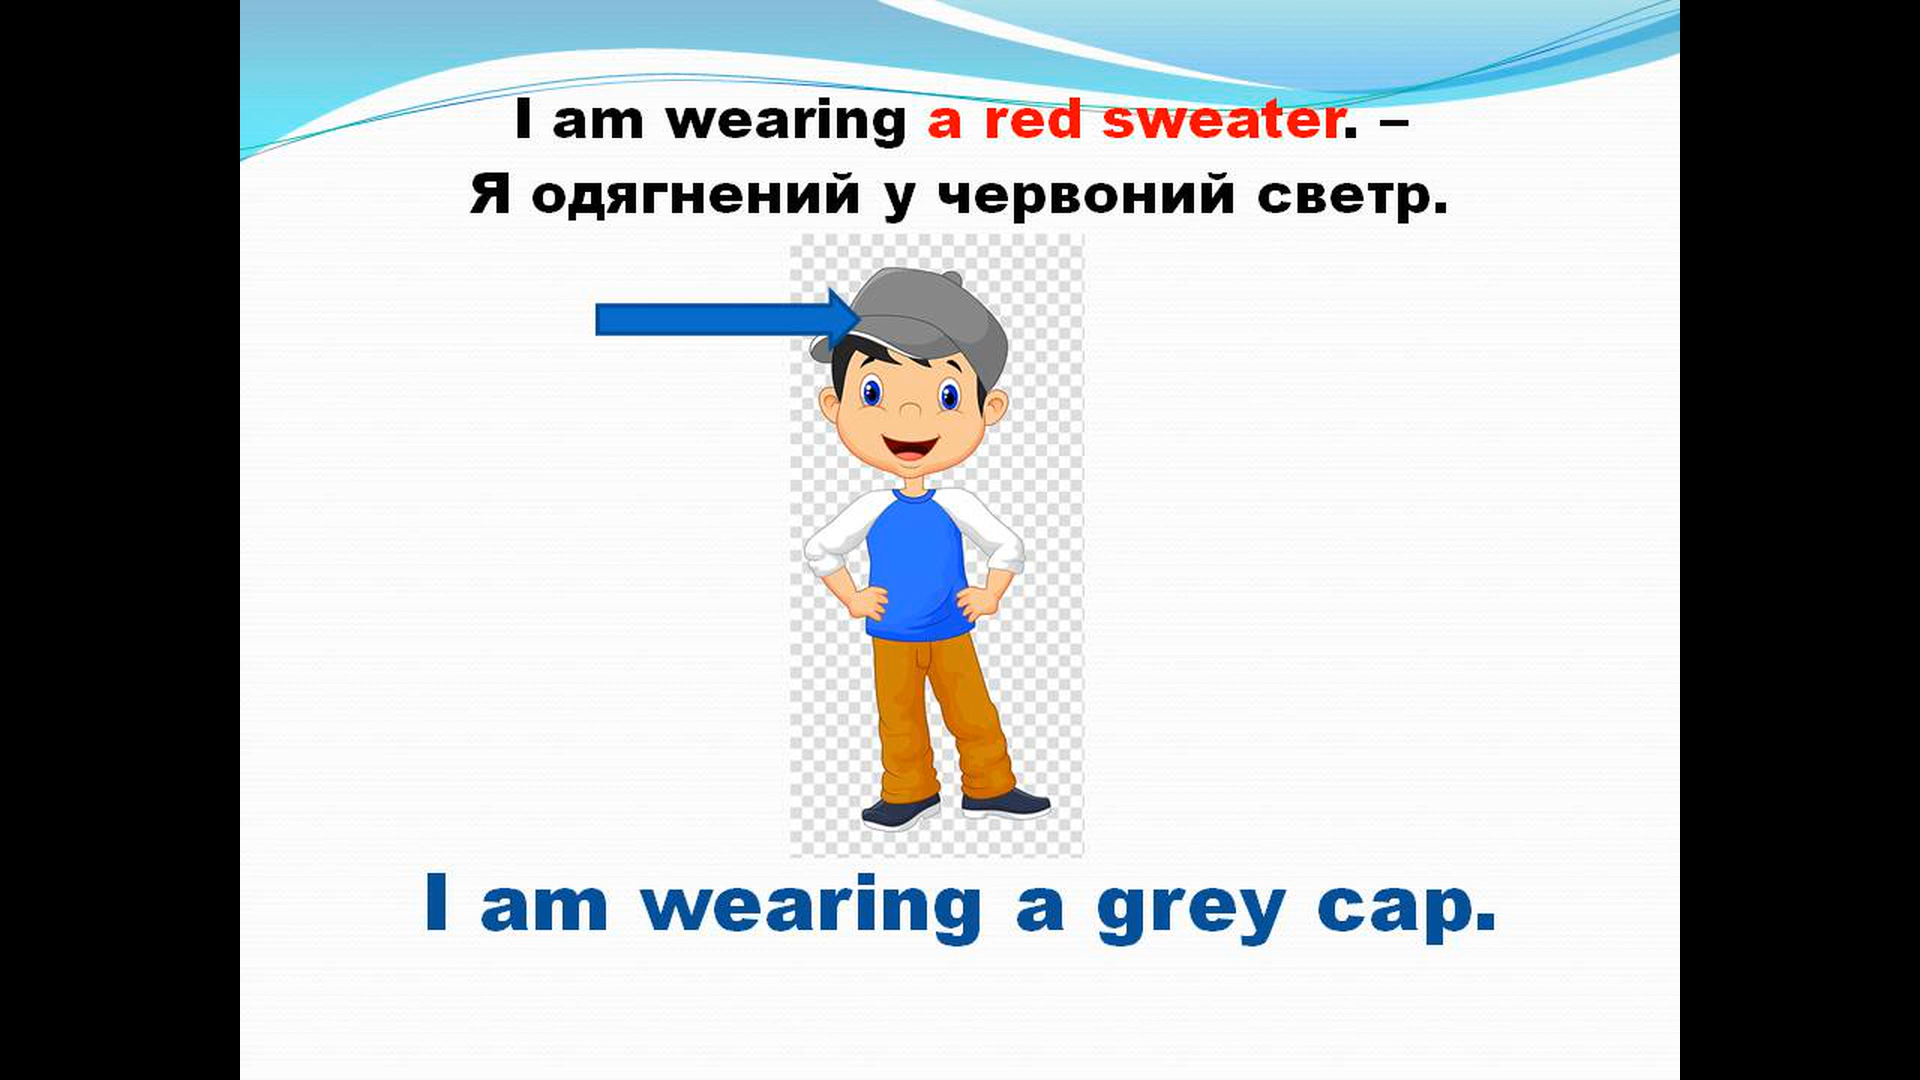 I am wearing a red sweater. –
Я одягнений у червоний светр.
I am wearing a grey cap.